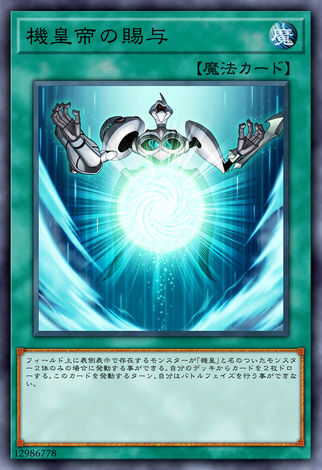 機皇帝の賜与
魔
【魔法カード】
フィールド上に表側表示で存在するモンスターが「機皇」と名のついたモンス
ター２体のみの場合に発動する事ができる。自分のデッキからカードを２枚ドロ
ーする。このカードを発動するターン、自分はバトルフェイズを行う事ができな
い。
12986778